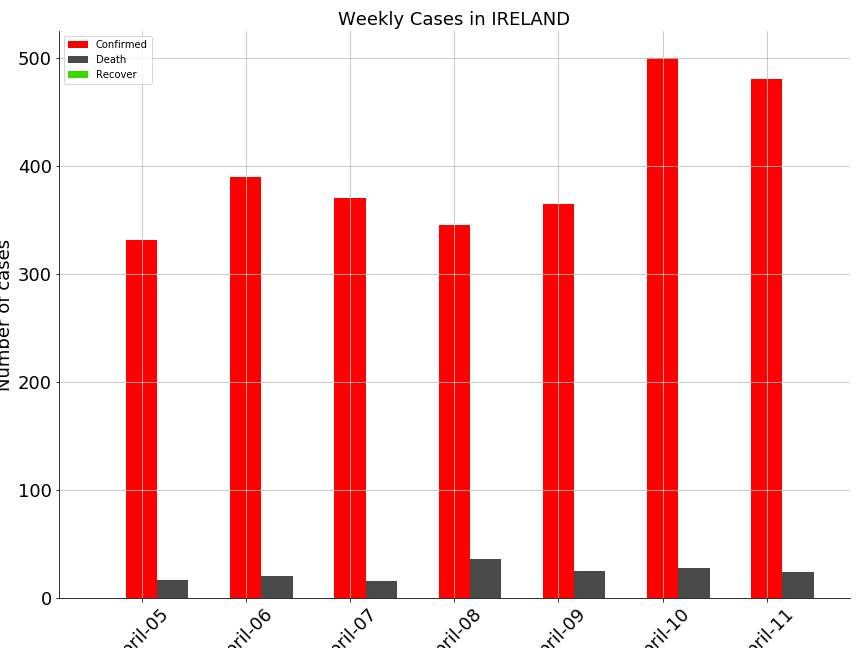 Weekly Cases in IRELAND
Confirmed
Death
Recover
Number of cases
500
400
300
200
100
0
pril-05
pril-06
pril-07
pril-08
pril-09
pril-10
pril-11